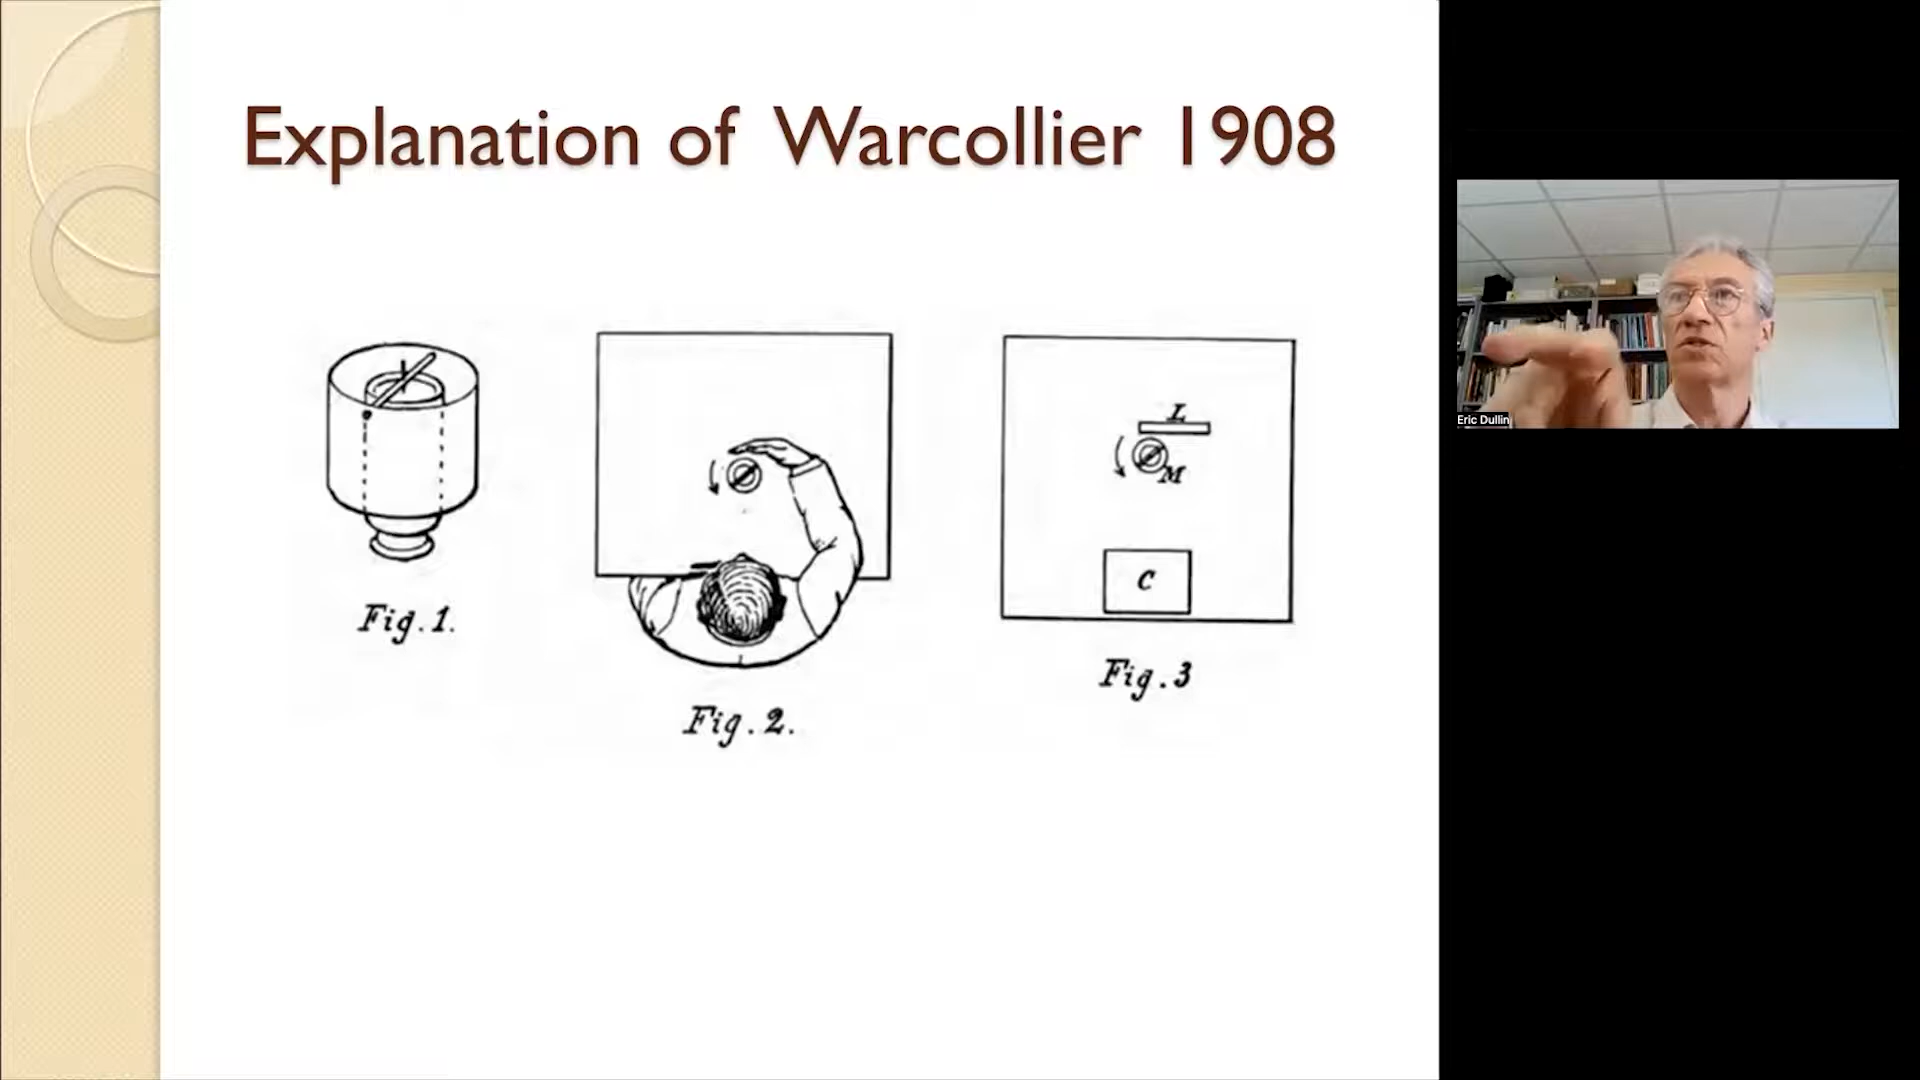 Explanation of Warcollier 1908
L
M
C
Fig. 1.
Fig. 2.
Fig. 3
Eric Dullin